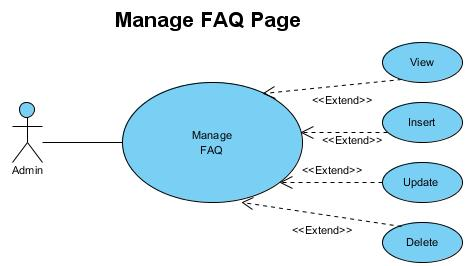 Manage FAQ Page
View
<<Extend>>
Insert
<<Extend>>
Manage
FAQ
<<Extend>>
Update
Admin
<<Extend>>
Delete